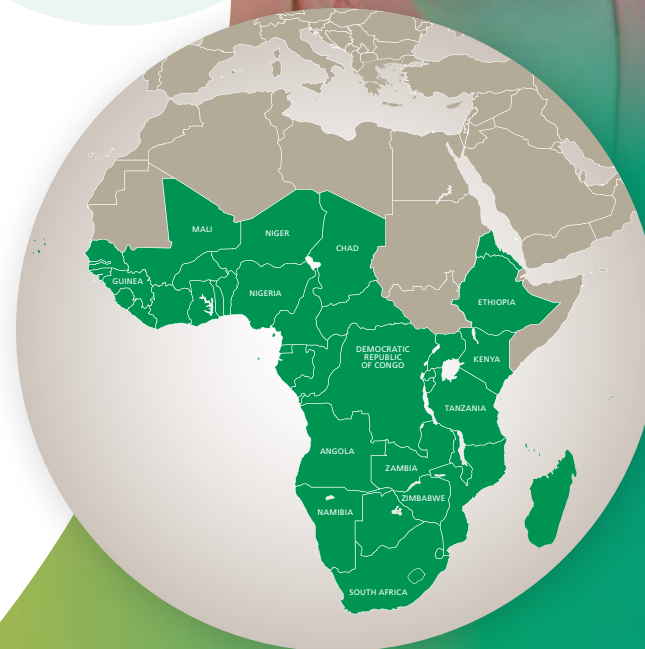 MALI
NIGER
CHAD
GUINEA
NIGERIA
ETHIOPIA
DEMOCRATIC
REPUBLIC
OF CONGO
KENYA
TANZANIA
ANGOLA
ZAMBIA
ZIMBABWE
NAMIBIA
SOUTH AFRICA